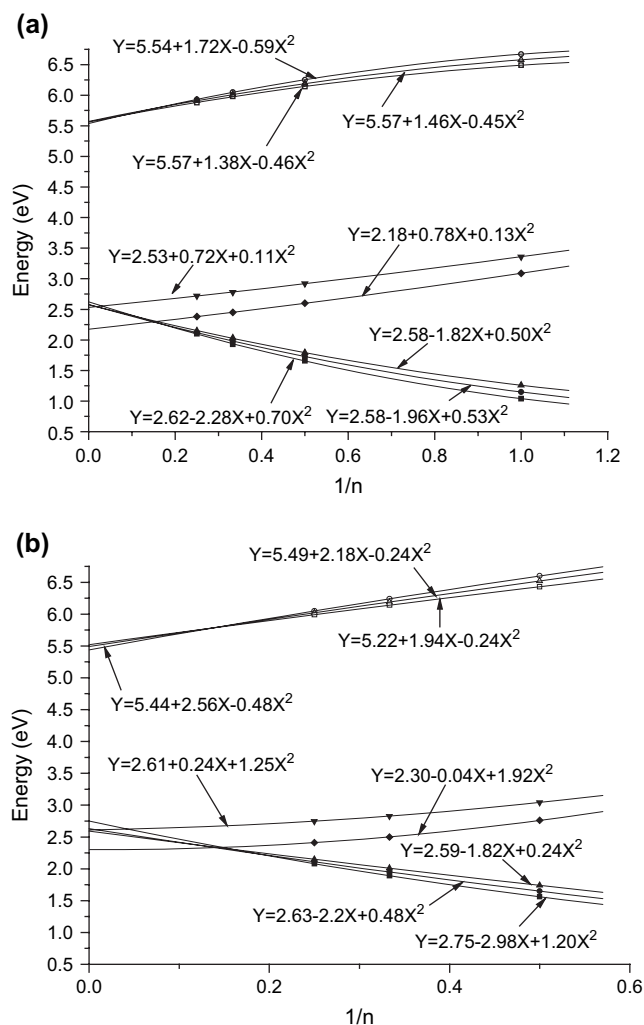 (a)
Y=5.54+1.72X-0.59X²
Y=5.57+1.46X-0.45X²
Y=5.57+1.38X-0.46X²
Y=2.18+0.78X+0.13X²
Y=2.53+0.72X+0.11X²
Y=2.58-1.82X+0.50X²
Y=2.62-2.28X+0.70X²
Y=2.58-1.96X+0.53X²
Energy (eV)
6.5
6.0
5.5
5.0
4.5
4.0
3.5
3.0
2.5
2.0
1.5
1.0
0.5
0.0
0.2
0.4
0.6
0.8
1.0
1.2
1/n
(b)
Y=5.49+2.18X-0.24X²
Y=5.22+1.94X-0.24X²
Y=5.44+2.56X-0.48X²
Y=2.61+0.24X+1.25X²
Y=2.30-0.04X+1.92X²
Y=2.59-1.82X+0.24X²
Y=2.63-2.2X+0.48X²
Y=2.75-2.98X+1.20X²
Energy (eV)
6.5
6.0
5.5
5.0
4.5
4.0
3.5
3.0
2.5
2.0
1.5
1.0
0.5
0.0
0.2
0.4
0.6
1/n